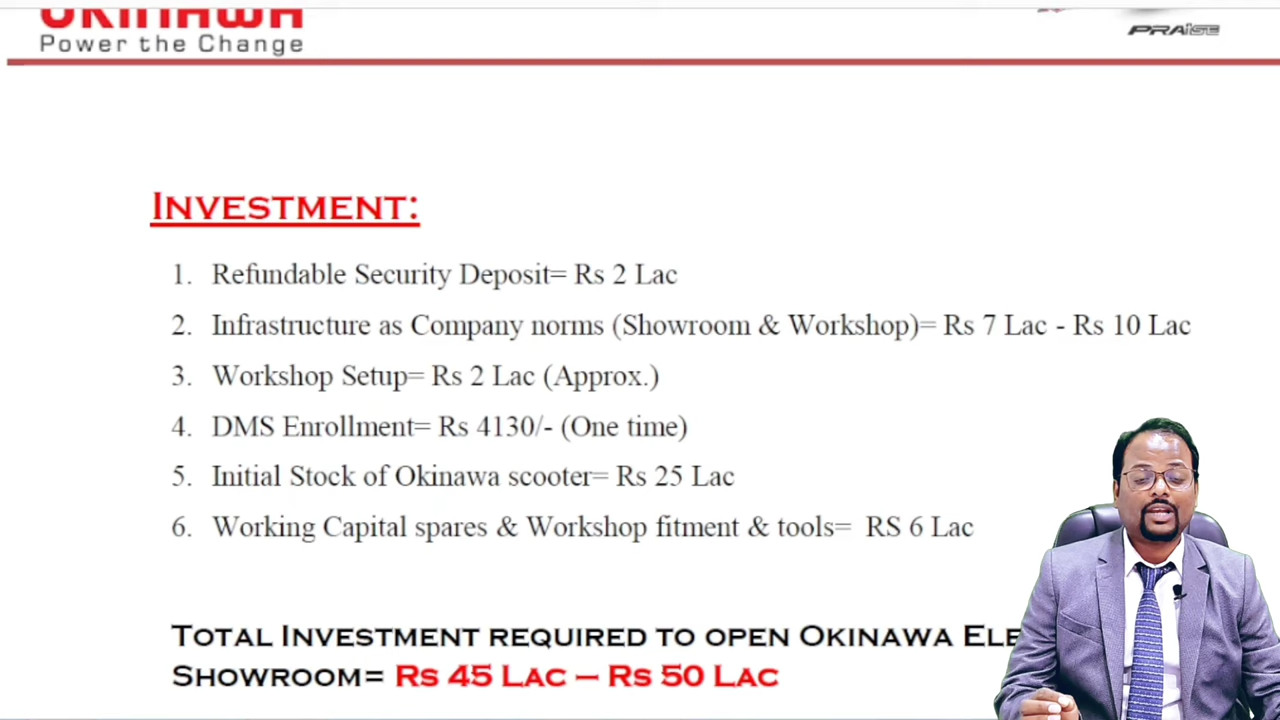 OKINAWA
Power the Change
PRAISE
INVESTMENT:
1. Refundable Security Deposit= Rs 2 Lac
2. Infrastructure as Company norms (Showroom & Workshop)= Rs 7 Lac - Rs 10 Lac
3. Workshop Setup= Rs 2 Lac (Approx.)
4. DMS Enrollment= Rs 4130/- (One time)
5. Initial Stock of Okinawa scooter= Rs 25 Lac
6. Working Capital spares & Workshop fitment & tools= RS 6 Lac
TOTAL INVESTMENT REQUIRED TO OPEN OKINAWA ELE
SHOWROOM= RS 45 LAC – RS 50 LAC